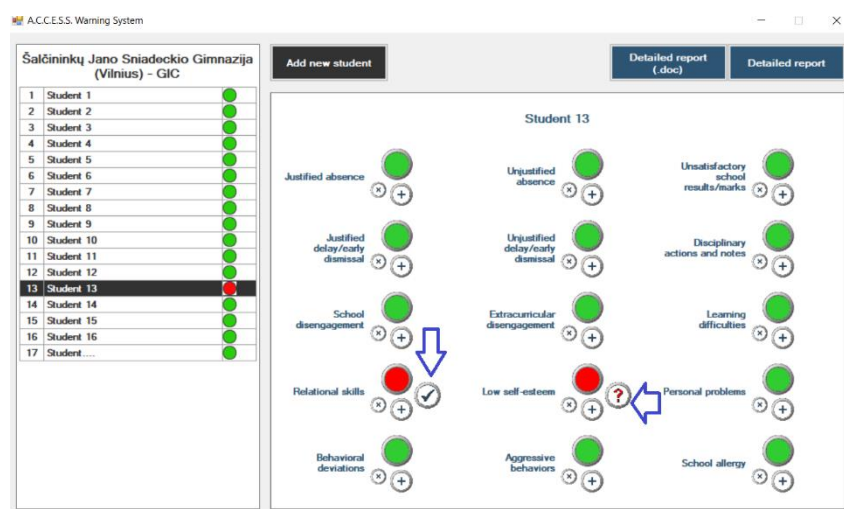 A.C.C.E.S.S. Warning System
Šalčininkų Jano Sniadeckio Gimnazija
(Vilnius) - GIC
1 Student 1
2 Student 2
3 Student 3
4 Student 4
5 Student 5
6 Student 6
7 Student 7
8 Student 8
9 Student 9
10 Student 10
11 Student 11
12 Student 12
13 Student 13
14 Student 14
15 Student 15
16 Student 16
17 Student....
Add new student
Detailed report
(.doc)
Detailed report
Student 13
Justified absence
Unjustified
absence
Unsatisfactory
school
results/marks
Justified
delay/early
dismissal
Unjustified
delay/early
dismissal
Disciplinary
actions and notes
School
disengagement
Extracurricular
disengagement
Learning
difficulties
Relational skills
Low self-esteem
Personal problems
Behavioral
deviations
Aggressive
behaviors
School allergy